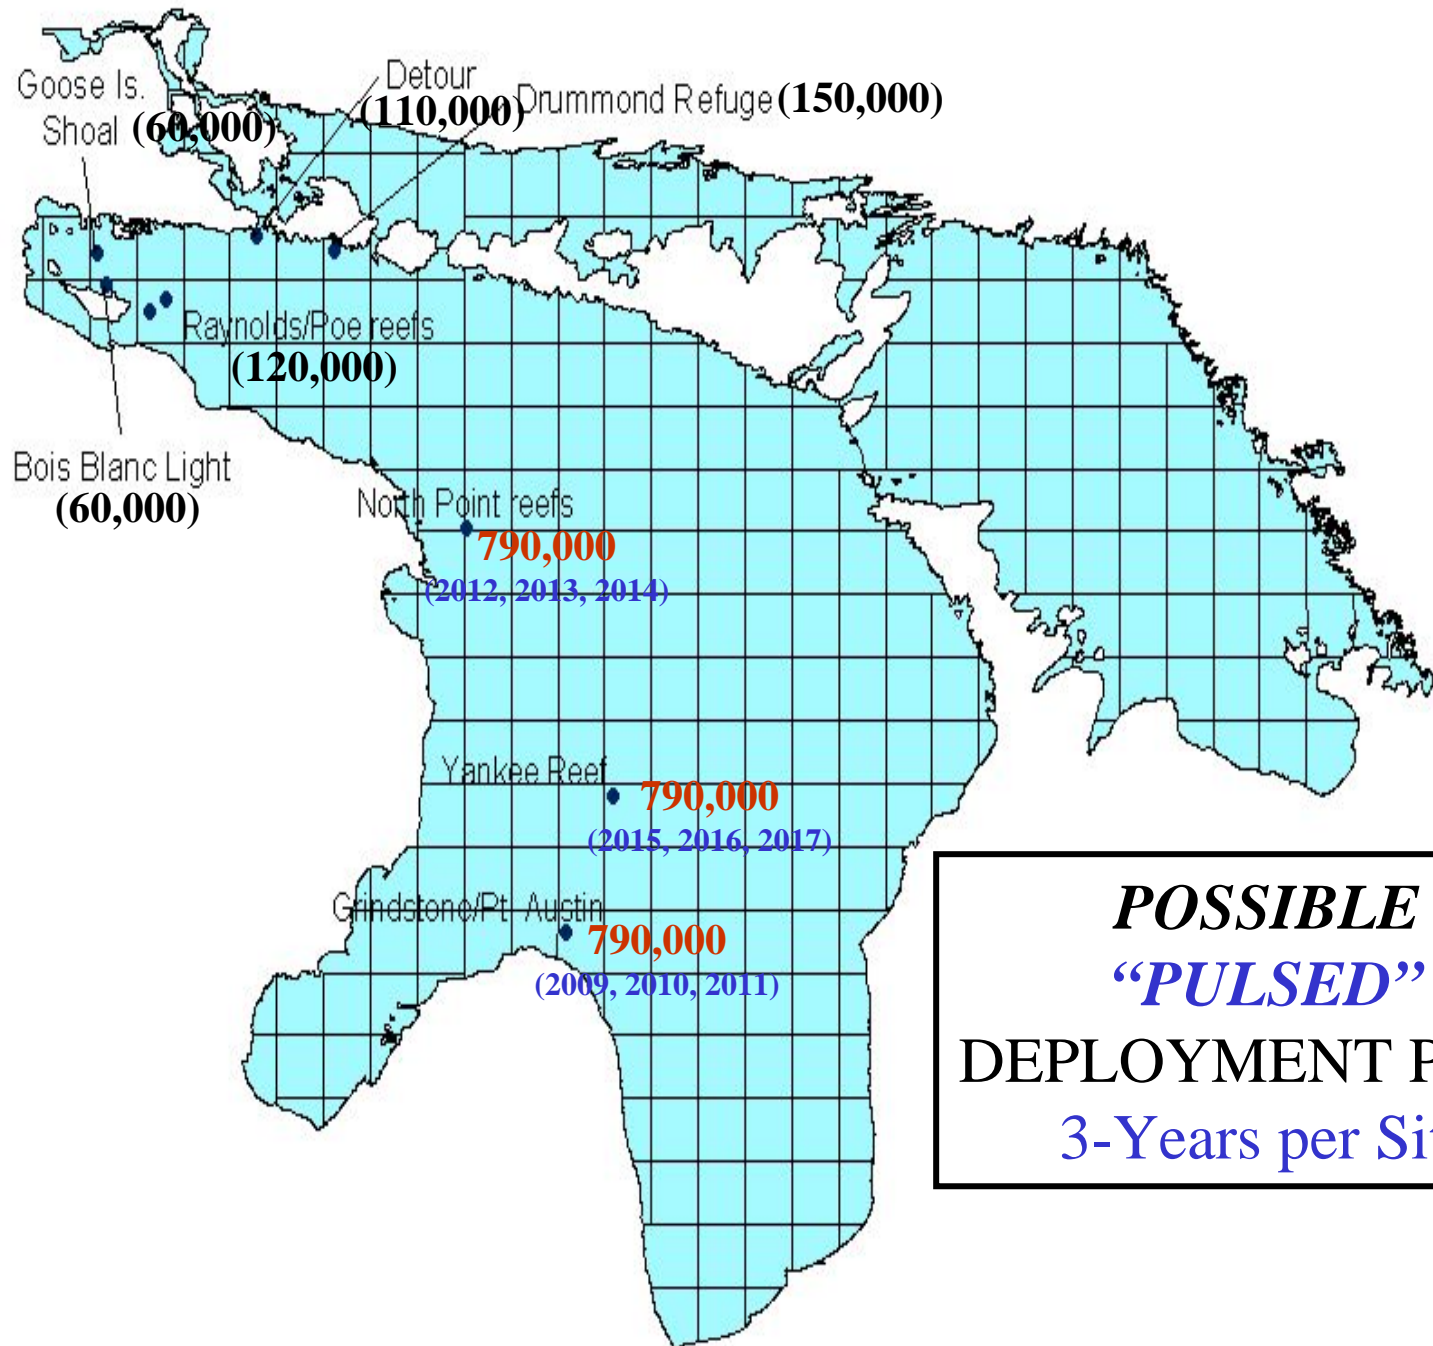 Goose Is.
Shoal (60,000)
Detour
(110,000)
Drummond Refuge (150,000)
Raynolds/Poe reefs
(120,000)
Bois Blanc Light
(60,000)
North Point reefs
790,000
(2012, 2013, 2014)
Yankee Reef
790,000
(2015, 2016, 2017)
Grindstone/Pt. Austin
790,000
(2009, 2010, 2011)
POSSIBLE
“PULSED”
DEPLOYMENT P
3-Years per Sit